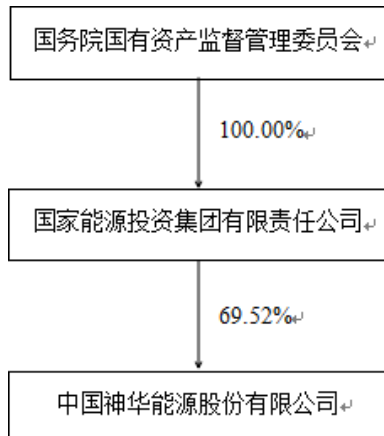 国务院国有资产监督管理委员会
100.00%
国家能源投资集团有限责任公司
69.52%
中国神华能源股份有限公司